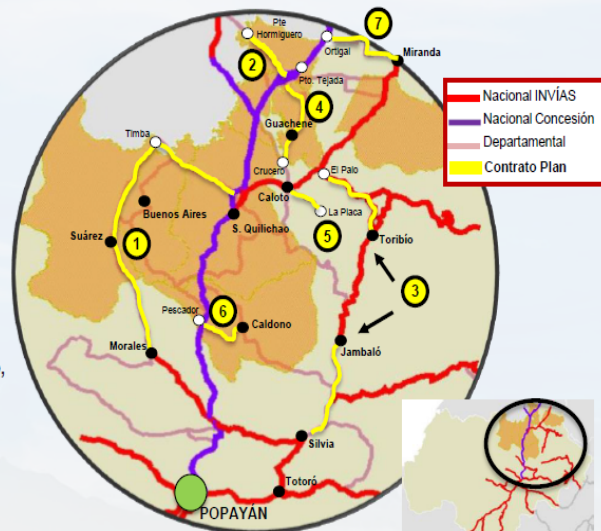 7
Pte
Hormiguero
Ortigal
Miranda
2
Pto. Tejada
4
Guachene
Timba
Crucero
El Palo
Caloto
Buenos Aires
S. Quilichao
La Placa
5
Suárez
1
Toribío
3
Pescador
6
Caldono
Morales
Jambaló
,
Silvia
Totoró
POPAYÁN
Nacional INVÍAS
Nacional Concesión
Departamental
Contrato Plan